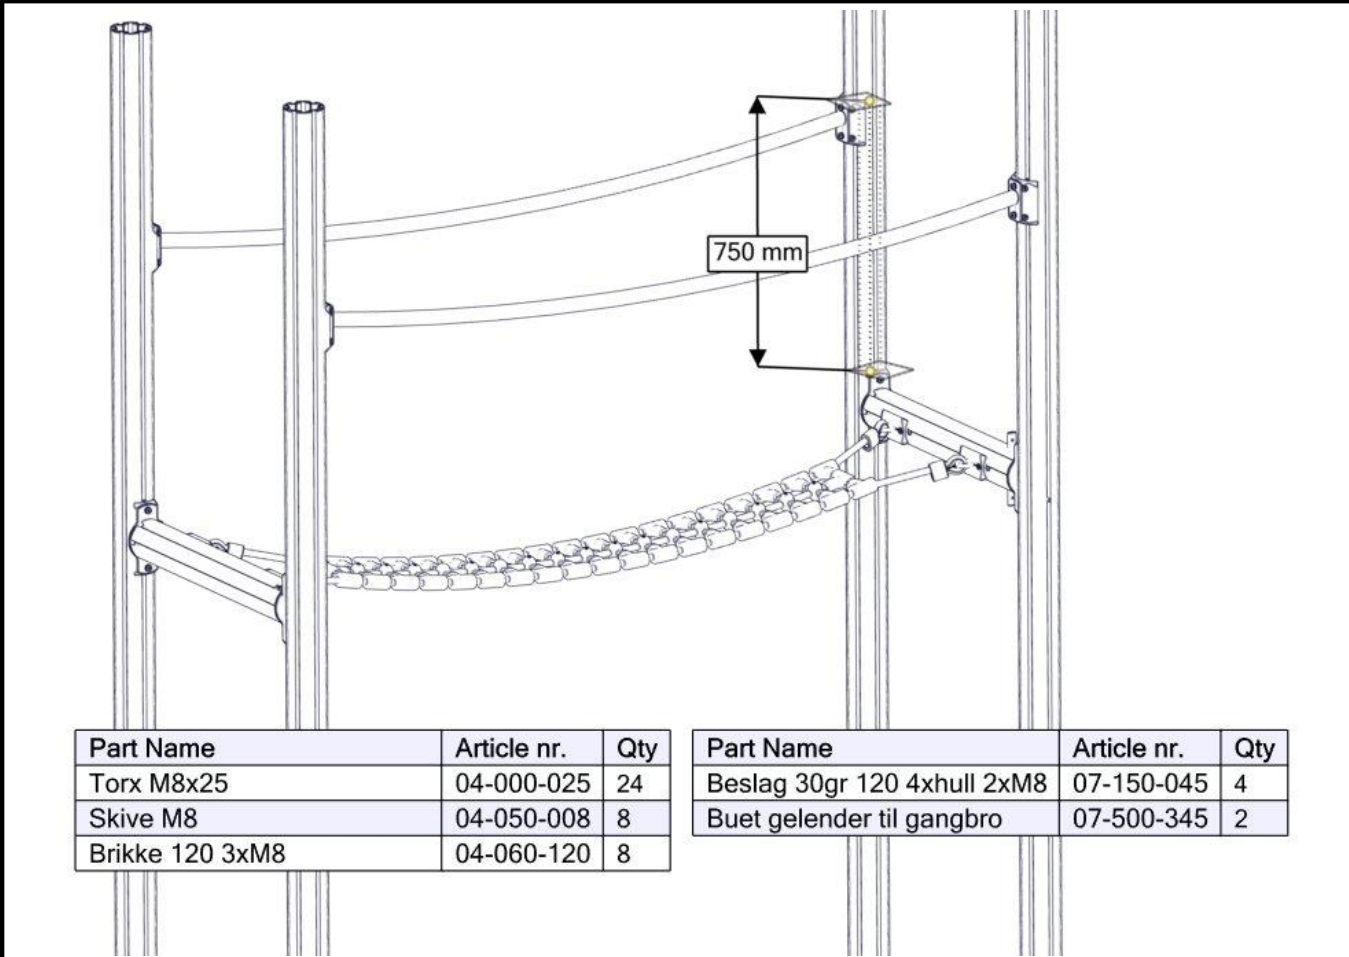 750 mm
Part Name Article nr. Qty
Torx M8x25 04-000-025 24
Skive M8 04-050-008 8
Brikke 120 3xM8 04-060-120 8
Part Name Article nr. Qty
Beslag 30gr 120 4xhull 2xM8 07-150-045 4
Buet gelender til gangbro 07-500-345 2